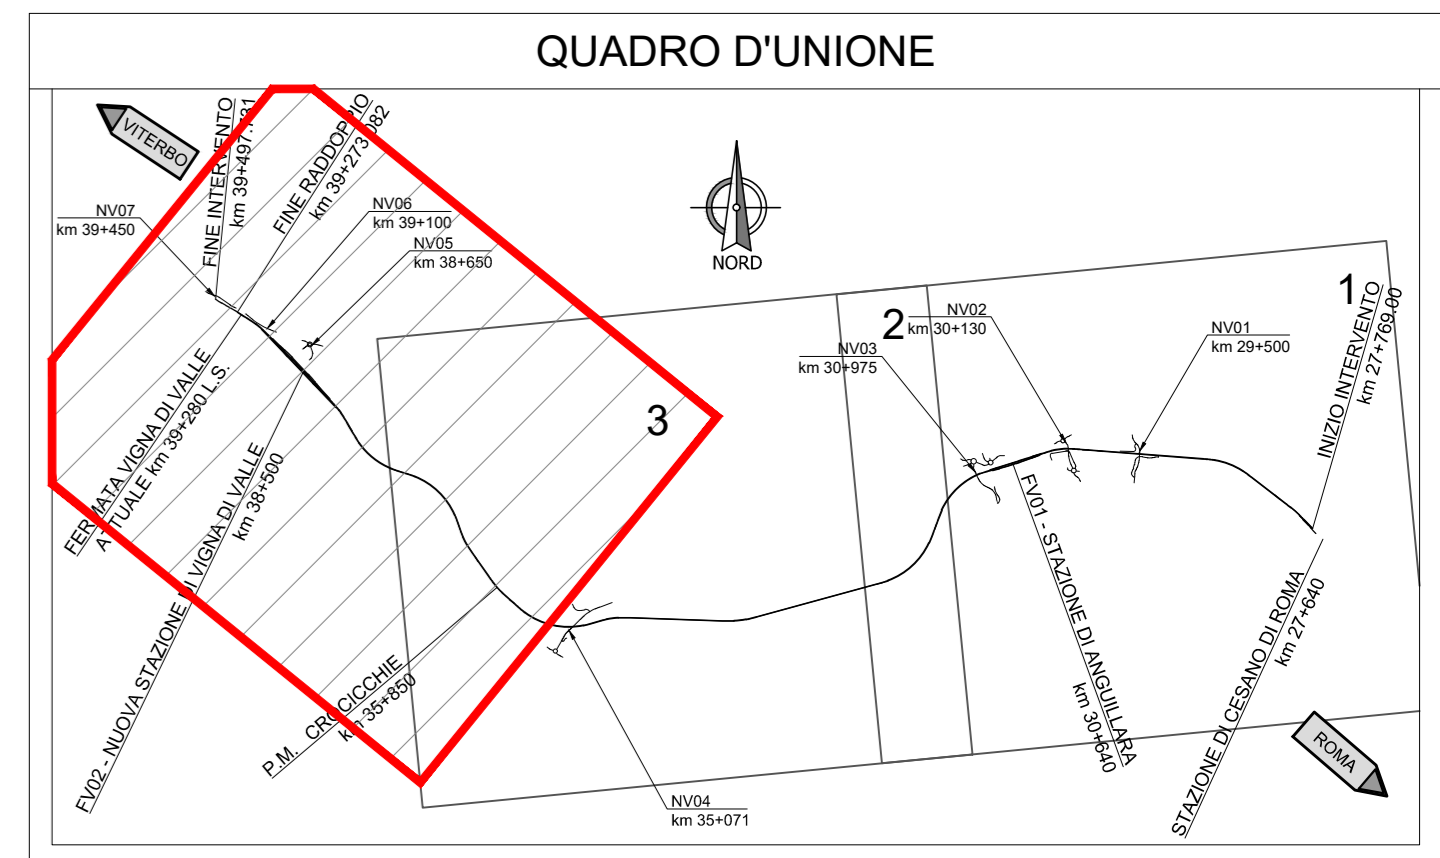 QUADRO D'UNIONE
VITERBO
FINE INTERVENTO
km 39+497.131
FINE RADDOPPIO
km 39+273.082
NV07
km 39+450
NV06
km 39+100
NV05
km 38+650
NORD
1
2
3
NV02
km 30+130
NV03
km 30+975
NV01
km 29+500
INIZIO INTERVENTO
km 27+769.00
FERMATA VIGNA DI VALLE
ATTUALE km 39+280 L.S.
FV02 - NUOVA STAZIONE DI VIGNA DI VALLE
km 38+500
P.M. CROCICCHIE
km 35+850
FV01 - STAZIONE DI ANGUILLARA
km 30+640
STAZIONE DI CESANO DI ROMA
km 27+640
NV04
km 35+071
ROMA